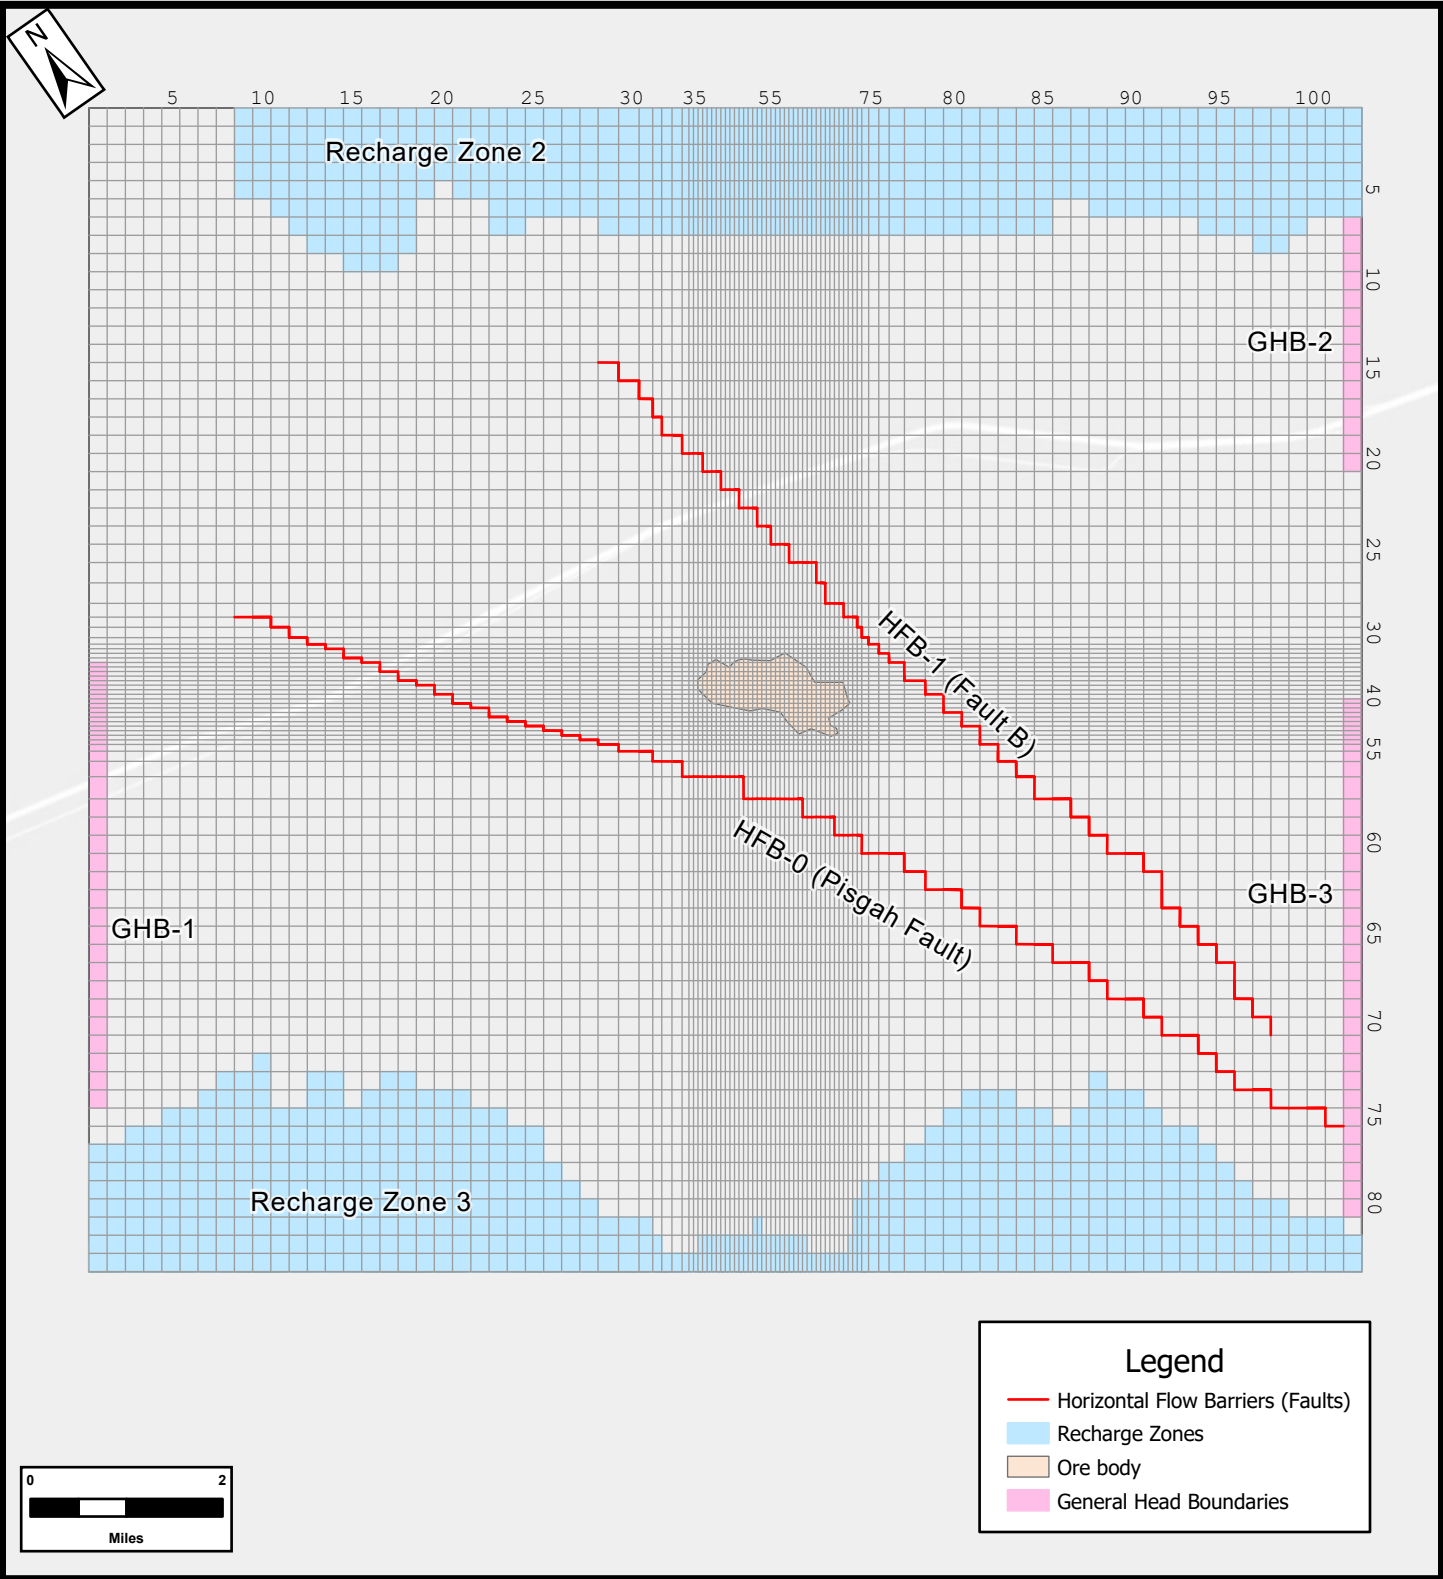 N
5 10 15 20 25 30 35 55 75 80 85 90 95 100
Recharge Zone 2
5
10
GHB-2
15
20
25
HFB-1 (Fault B)
30
40
55
HFB-0 (Pisgah Fault)
60
GHB-3
GHB-1
65
70
75
Recharge Zone 3
80
Legend
Horizontal Flow Barriers (Faults)
Recharge Zones
Ore body
General Head Boundaries
0 2
Miles